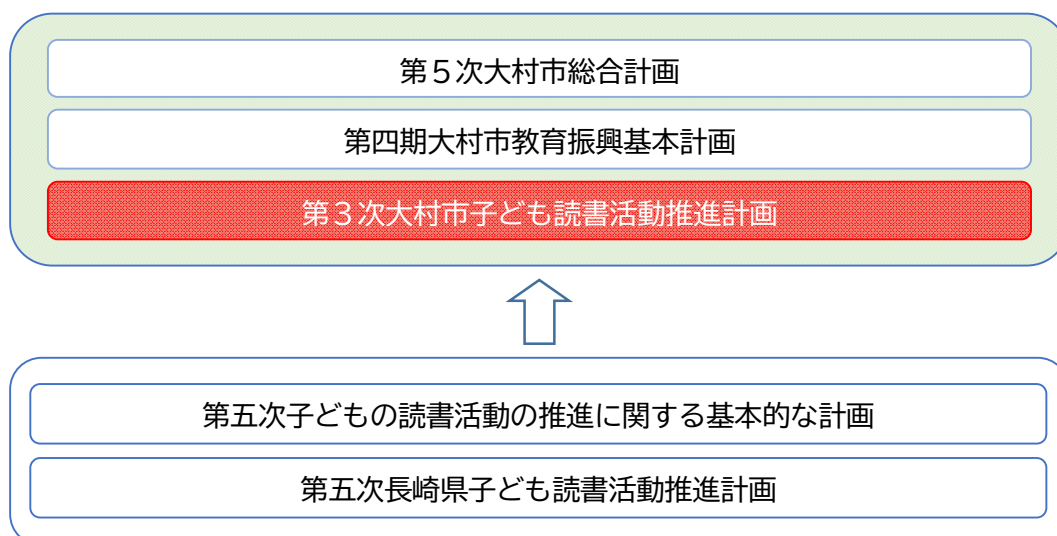 第５次大村市総合計画
第四期大村市教育振興基本計画
第３次大村市子ども読書活動推進計画
第五次子どもの読書活動の推進に関する基本的な計画
第五次長崎県子ども読書活動推進計画